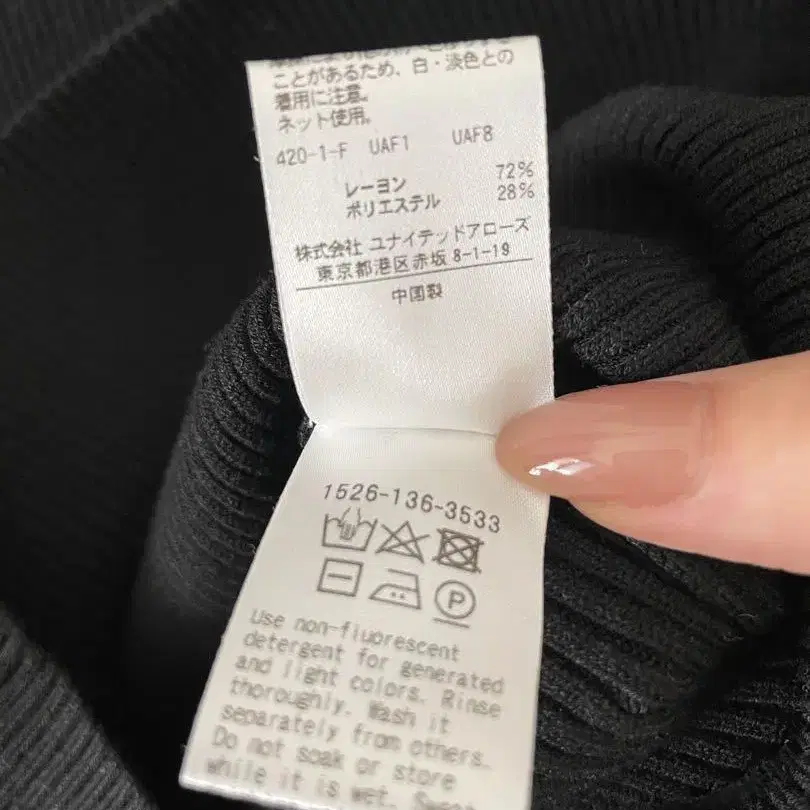 ことがあるため、白・淡色との
着用に注意。
ネット使用。
420-1-F UAF1 UAF8
レーヨン 72%
ポリエステル 28%
株式会社 ユナイテッドアローズ
東京都港区赤坂 8-1-19
中国製
1526-136-3533
P
Use non-fluorescent
detergent for generated
and light colors. Rinse
thoroughly. Wash it
separately from others.
Do not soak or store
while it is wet. Sweat